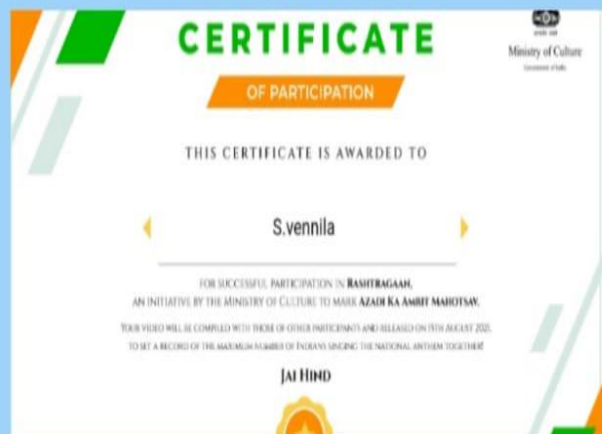 CERTIFICATE
OF PARTICIPATION
Ministry of Culture
Government of India
THIS CERTIFICATE IS AWARDED TO
S.vennila
FOR SUCCESSFUL PARTICIPATION IN RASHTRAGAAN,
AN INITIATIVE BY THE MINISTRY OF CULTURE TO MARK AZADI KA AMRIT MAHOTSAV.
YOUR VIDEO WILL BE COMPILED WITH THOSE OF OTHER PARTICIPANTS AND RELEASED ON 15TH AUGUST 2021,
TO SET A RECORD OF THE MAXIMUM NUMBER OF INDIANS SINGING THE NATIONAL ANTHEM TOGETHER!
JAI HIND